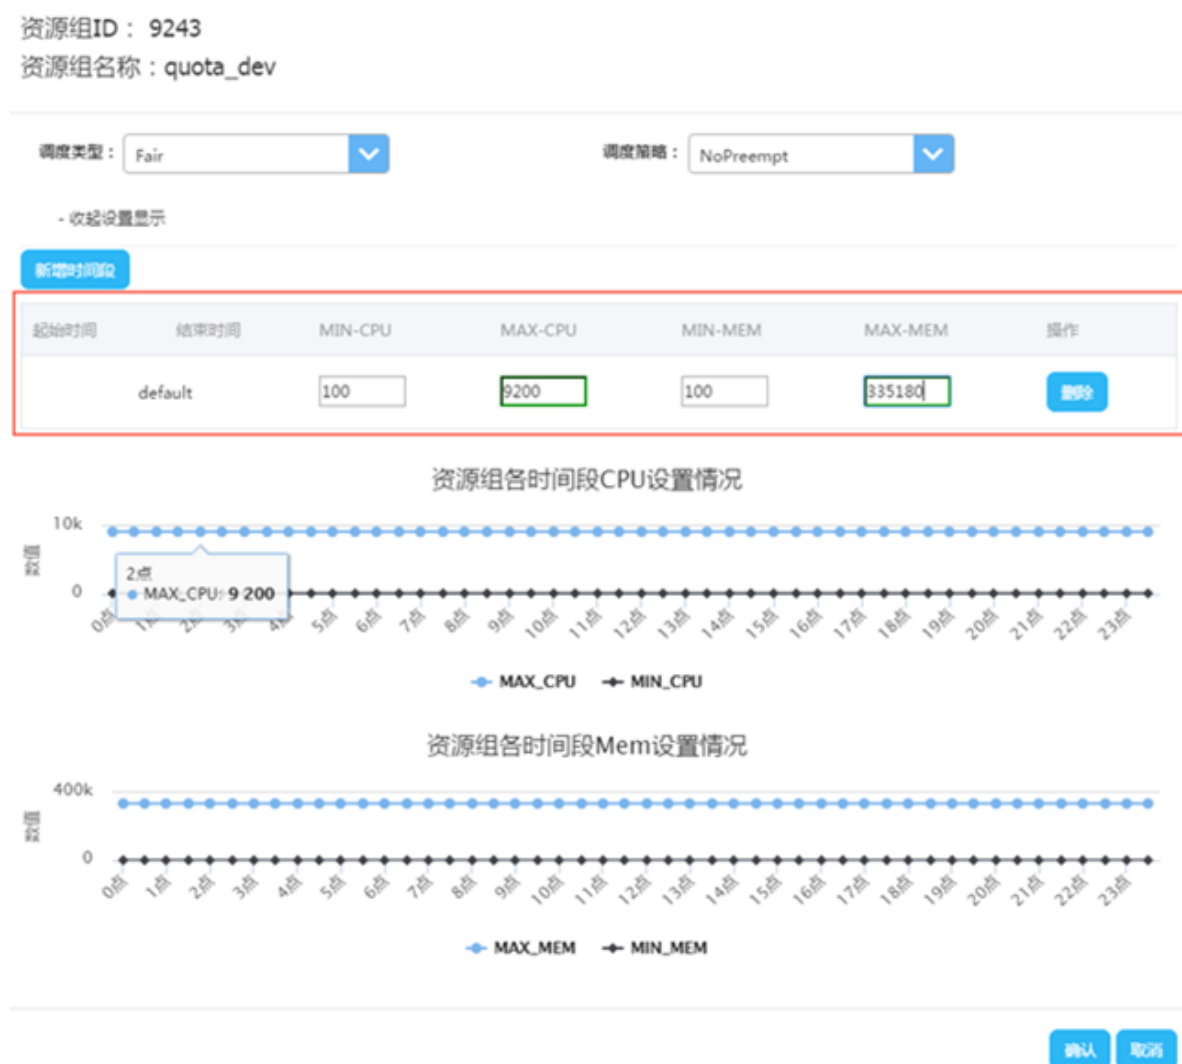 资源组ID： 9243
资源组名称：quota_dev
调度类型： Fair 调度策略： NoPreempt
- 收起设置显示
新增时间段
起始时间 结束时间 MIN-CPU MAX-CPU MIN-MEM MAX-MEM 操作
default 100 9200 100 335180 删除
资源组各时间段CPU设置情况
10k
数值
0
2点
MAX_CPU: 9 200
0点 1点 2点 3点 4点 5点 6点 7点 8点 9点 10点 11点 12点 13点 14点 15点 16点 17点 18点 19点 20点 21点 22点 23点
MAX_CPU MIN_CPU
资源组各时间段Mem设置情况
400k
数值
0
0点 1点 2点 3点 4点 5点 6点 7点 8点 9点 10点 11点 12点 13点 14点 15点 16点 17点 18点 19点 20点 21点 22点 23点
MAX_MEM MIN_MEM
确认 取消